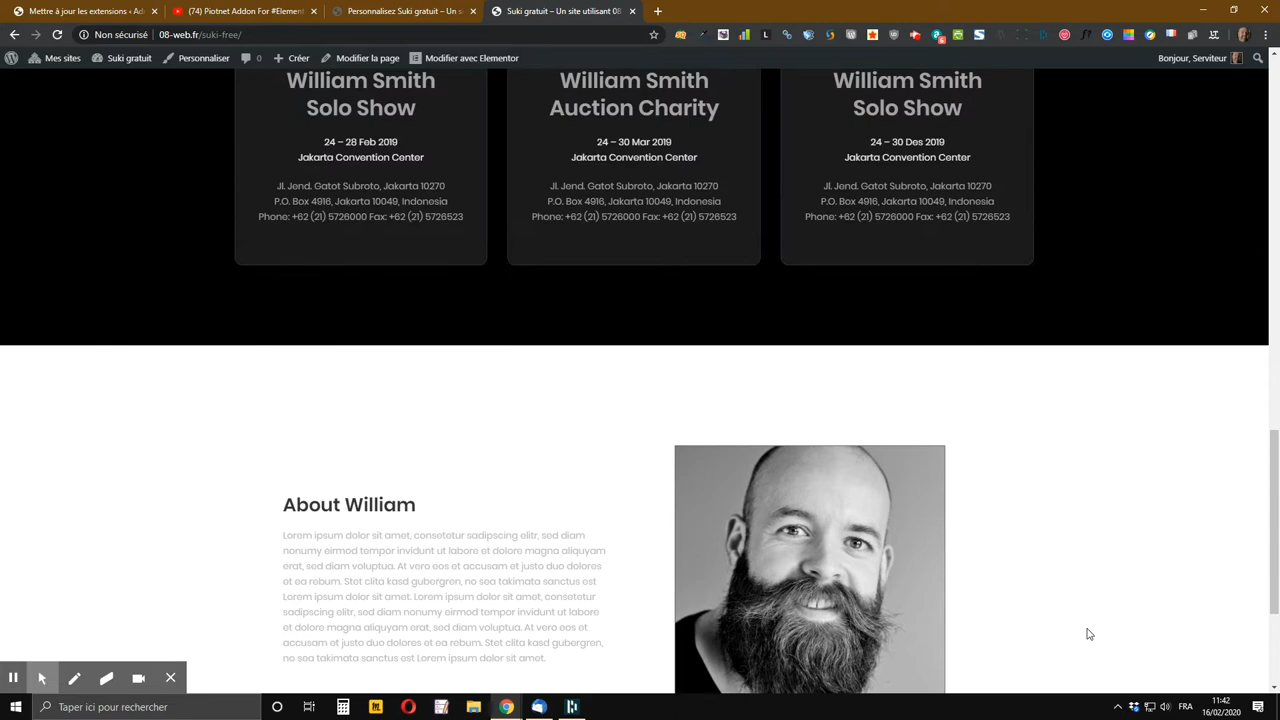 Mettre à jour les extensions ‹ Ad
(74) Piotnet Addon For #Element
Personnalisez Suki gratuit – Un s
Suki gratuit – Un site utilisant 08
Non sécurisé
08-web.fr/suki-free/
Mes sites
Suki gratuit
Personnaliser
0
Créer
Modifier la page
Modifier avec Elementor
Bonjour, Serviteur
William Smith
Solo Show
24 – 28 Feb 2019
Jakarta Convention Center
Jl. Jend. Gatot Subroto, Jakarta 10270
P.O. Box 4916, Jakarta 10049, Indonesia
Phone: +62 (21) 5726000 Fax: +62 (21) 5726523
William Smith
Auction Charity
24 – 30 Mar 2019
Jakarta Convention Center
Jl. Jend. Gatot Subroto, Jakarta 10270
P.O. Box 4916, Jakarta 10049, Indonesia
Phone: +62 (21) 5726000 Fax: +62 (21) 5726523
William Smith
Solo Show
24 – 30 Des 2019
Jakarta Convention Center
Jl. Jend. Gatot Subroto, Jakarta 10270
P.O. Box 4916, Jakarta 10049, Indonesia
Phone: +62 (21) 5726000 Fax: +62 (21) 5726523
About William
Lorem ipsum dolor sit amet, consetetur sadipscing elitr, sed diam
nonumy eirmod tempor invidunt ut labore et dolore magna aliquyam
erat, sed diam voluptua. At vero eos et accusam et justo duo dolores
et ea rebum. Stet clita kasd gubergren, no sea takimata sanctus est
Lorem ipsum dolor sit amet. Lorem ipsum dolor sit amet, consetetur
sadipscing elitr, sed diam nonumy eirmod tempor invidunt ut labore
et dolore magna aliquyam erat, sed diam voluptua. At vero eos et
accusam et justo duo dolores et ea rebum. Stet clita kasd gubergren,
no sea takimata sanctus est Lorem ipsum dolor sit amet.
Taper ici pour rechercher
FRA
11:42
16/02/2020